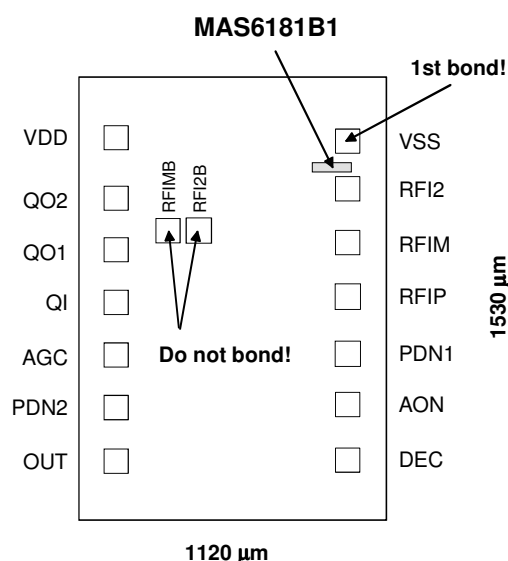 MAS6181B1
1st bond!
VDD
VSS
RFIMB
RFI2B
RFI2
QO2
QO1
RFIM
QI
RFIP
1530 µm
AGC
Do not bond!
PDN1
PDN2
AON
OUT
DEC
1120 µm